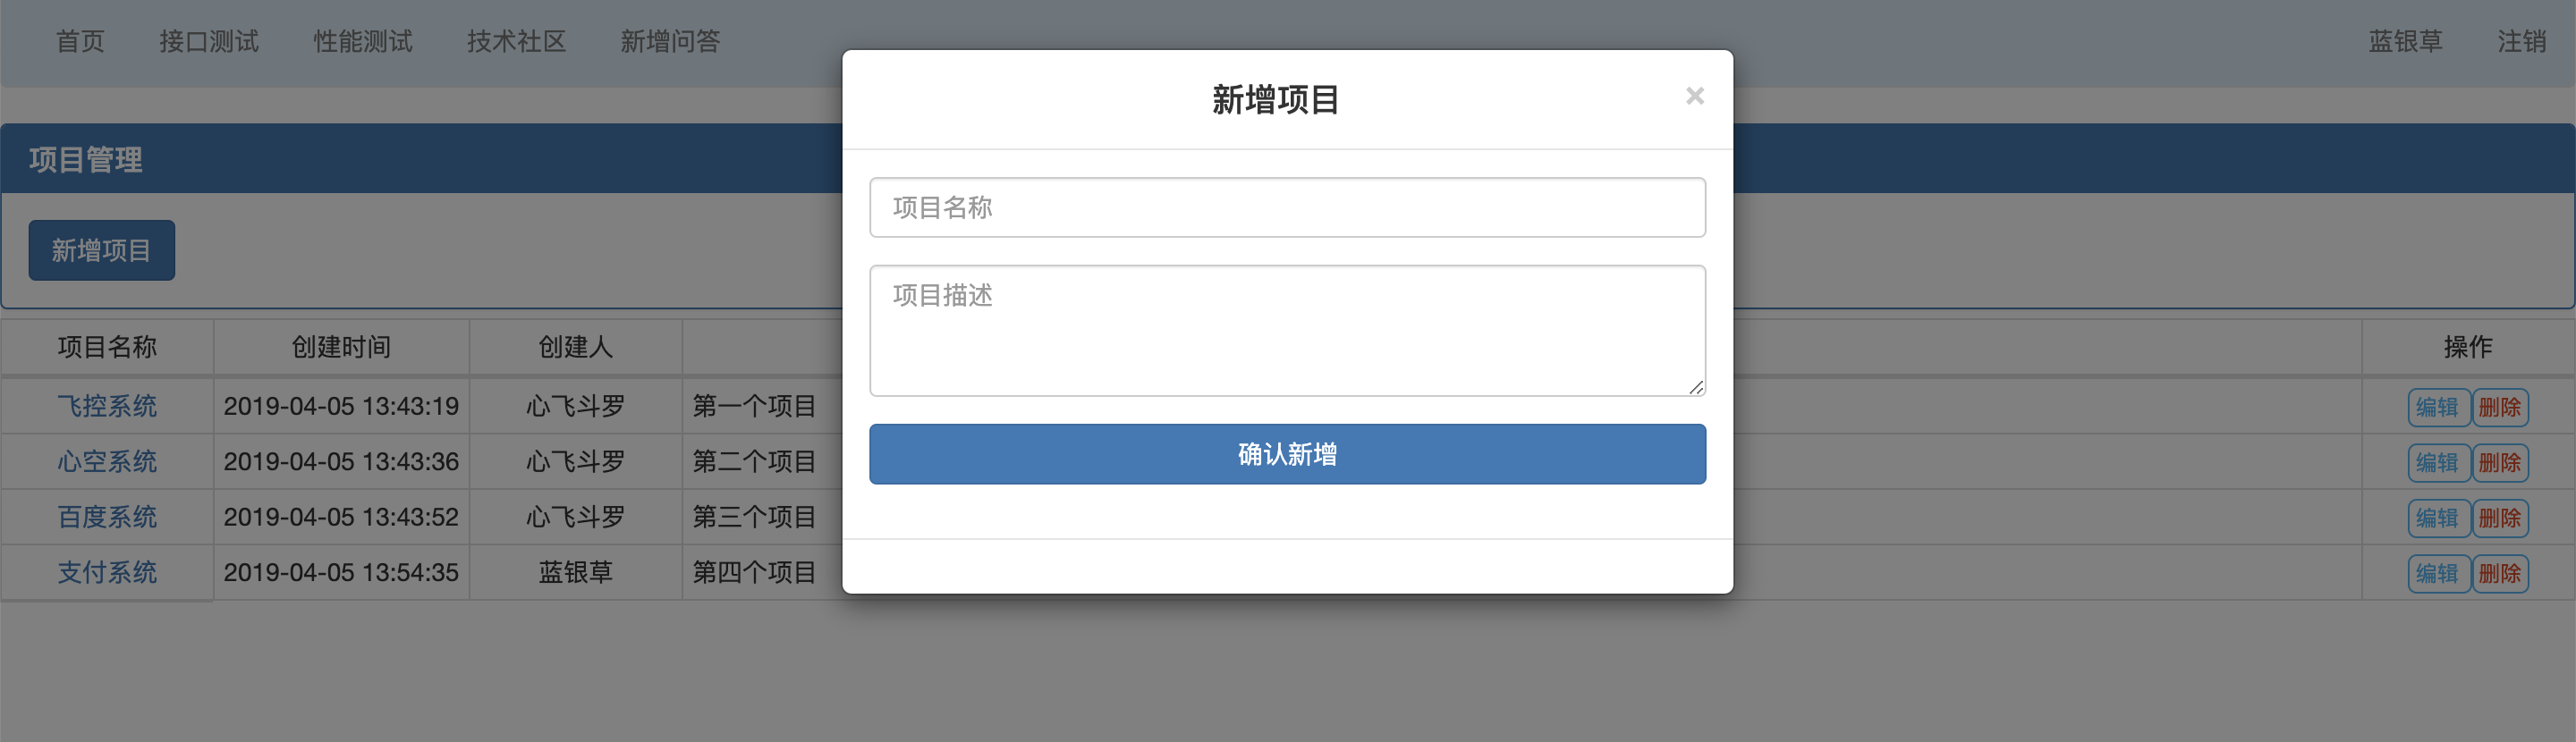 首页 接口测试 性能测试 技术社区 新增问答 蓝银草 注销
新增项目 ×
项目管理
项目名称
新增项目
项目描述
项目名称 创建时间 创建人 操作
飞控系统 2019-04-05 13:43:19 心飞斗罗 第一个项目 编辑 删除
确认新增
心空系统 2019-04-05 13:43:36 心飞斗罗 第二个项目 编辑 删除
百度系统 2019-04-05 13:43:52 心飞斗罗 第三个项目 编辑 删除
支付系统 2019-04-05 13:54:35 蓝银草 第四个项目 编辑 删除